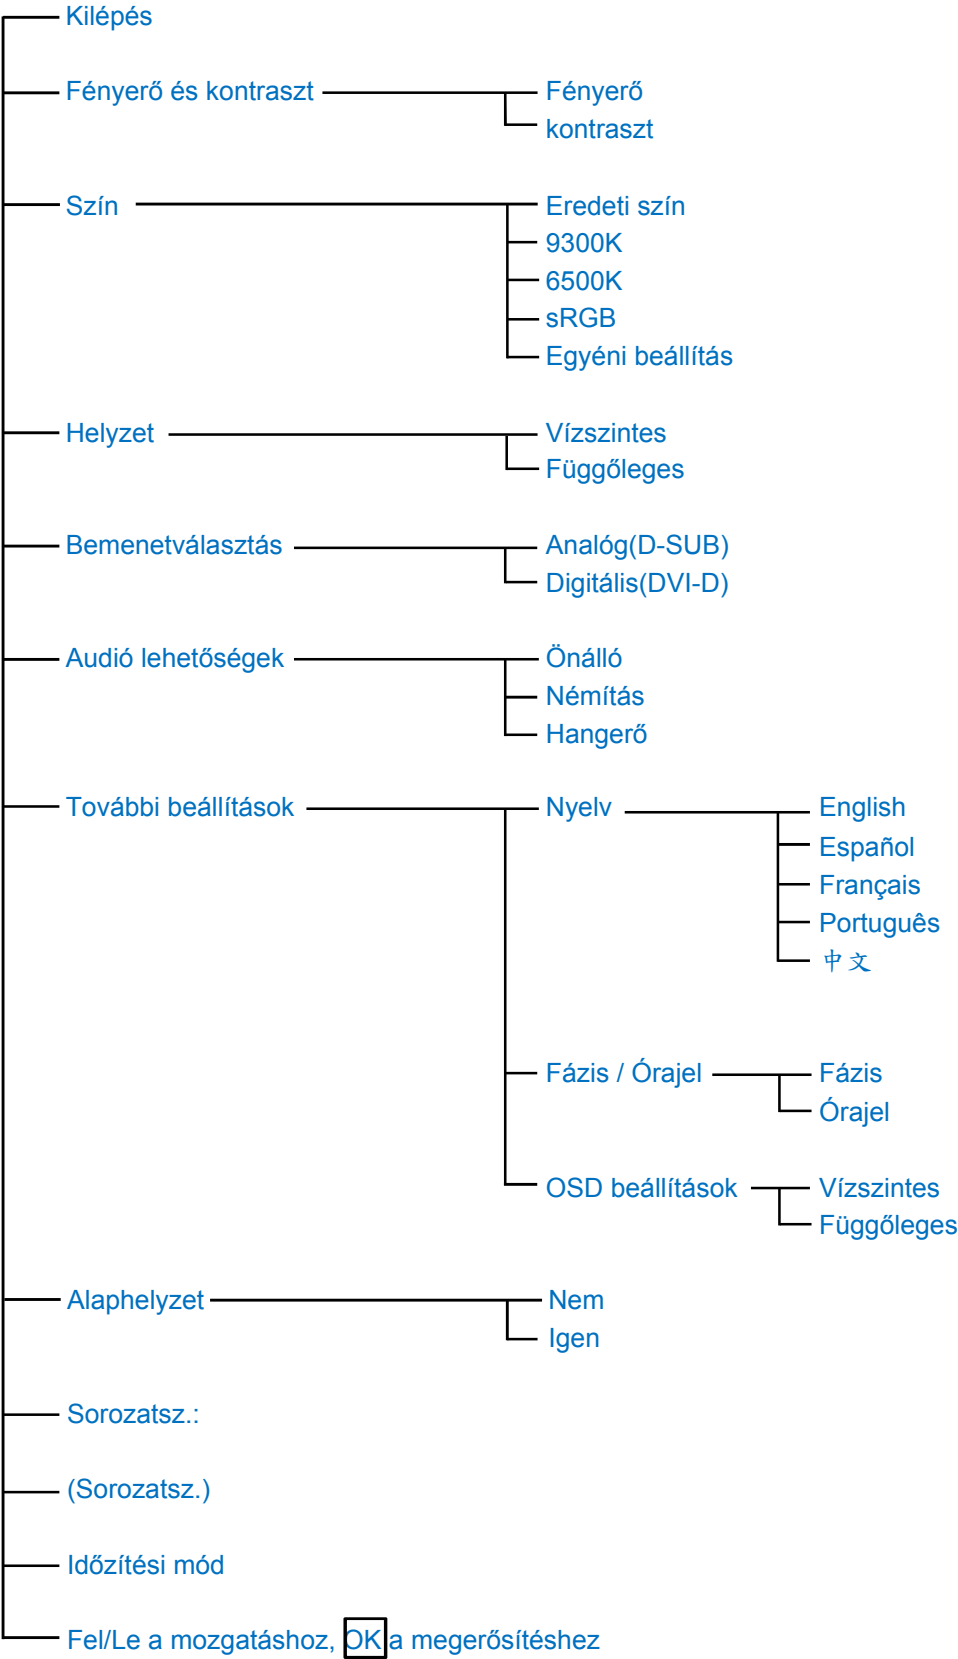 Kilépés
Fényerő és kontraszt Fényerő
kontraszt
Szín Eredeti szín
9300K
6500K
sRGB
Egyéni beállítás
Helyzet Vízszintes
Függőleges
Bemenetválasztás Analóg(D-SUB)
Digitális(DVI-D)
Audió lehetőségek Önálló
Némítás
Hangerő
További beállítások Nyelv English
Español
Français
Português
中文
Fázis / Órajel Fázis
Órajel
OSD beállítások Vízszintes
Függőleges
Alaphelyzet Nem
Igen
Sorozatsz.:
(Sorozatsz.)
Időzítési mód
Fel/Le a mozgatáshoz, OK a megerősítéshez